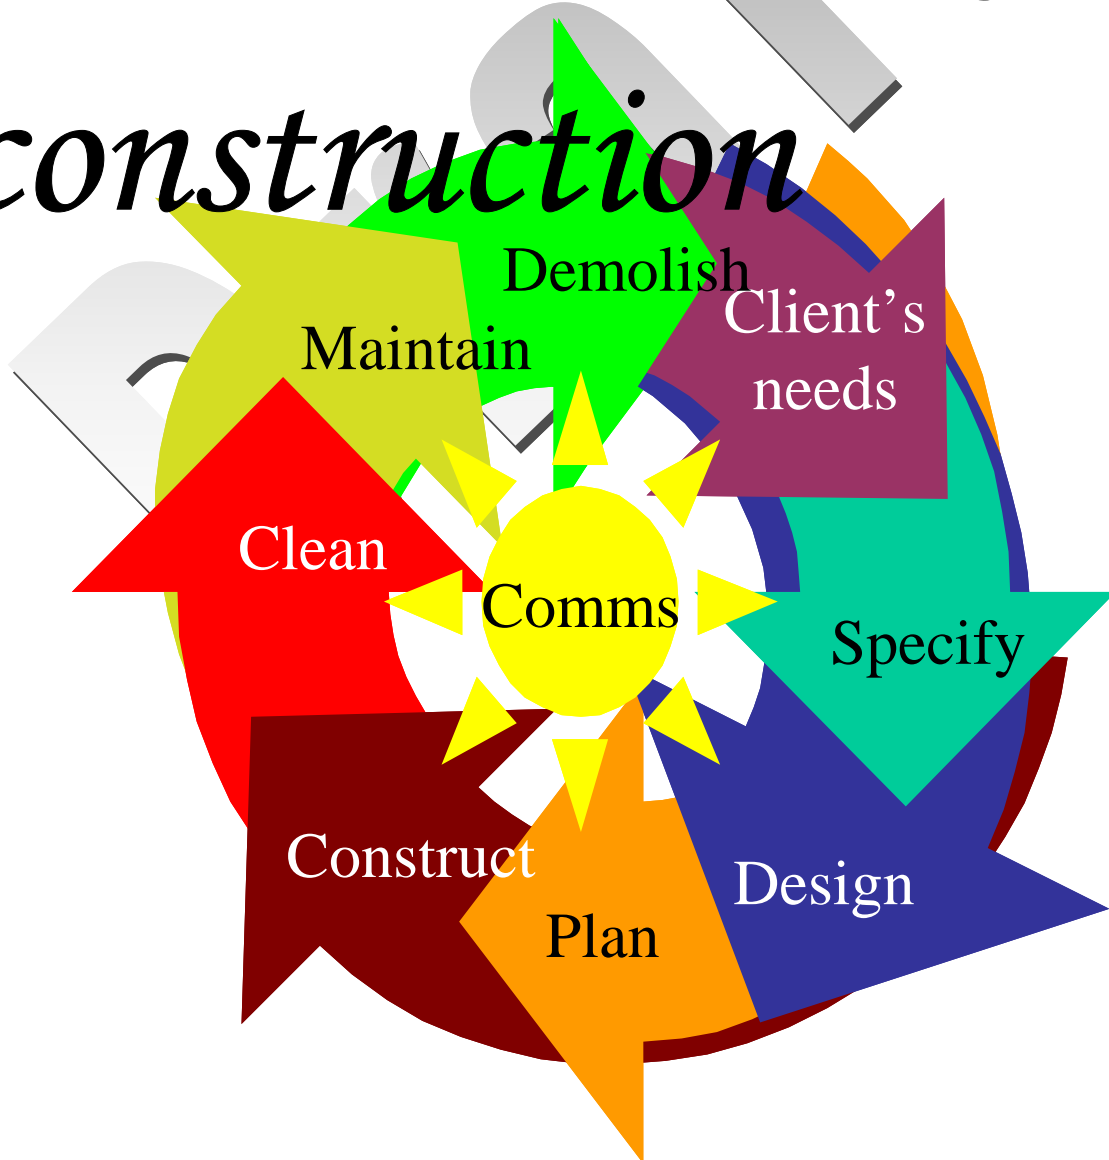 construction
Demolish
Client’s
needs
Maintain
Clean
Comms
Specify
Construct
Design
Plan